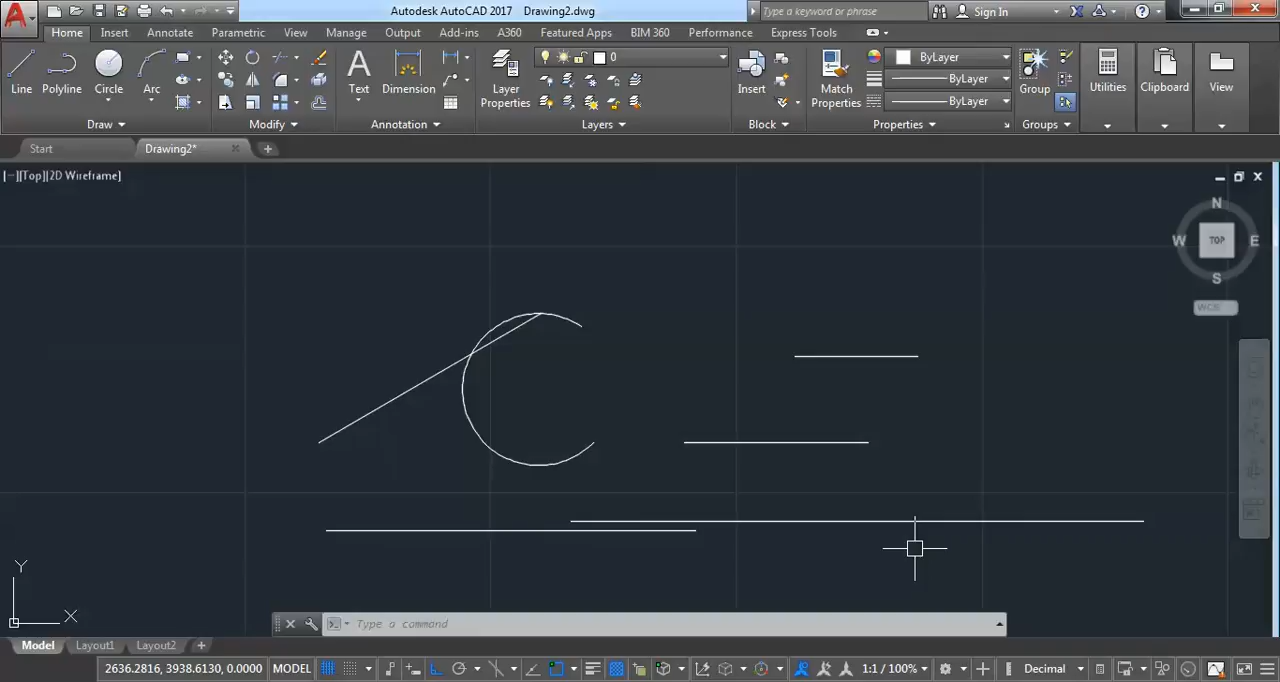 Autodesk AutoCAD 2017 Drawing2.dwg
Type a keyword or phrase
Sign In
Home Insert Annotate Parametric View Manage Output Add-ins A360 Featured Apps BIM 360 Performance Express Tools
Line Polyline Circle Arc
Draw
Modify
Text Dimension
Annotation
Layer
Properties
0
Layers
Insert
Block
Match
Properties
ByLayer
ByLayer
ByLayer
Properties
Group
Groups
Utilities
Clipboard
View
Start Drawing2*
[−][Top][2D Wireframe]
N
W TOP E
S
WCS
Y
X
Type a command
Model Layout1 Layout2
2636.2816, 3938.6130, 0.0000 MODEL 1:1 / 100% Decimal